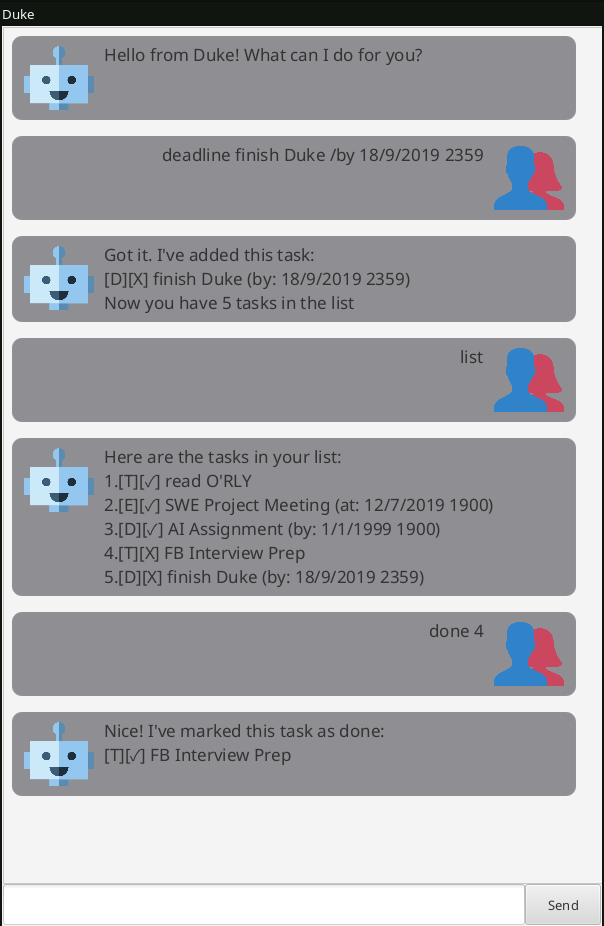 Duke
Hello from Duke! What can I do for you?
deadline finish Duke /by 18/9/2019 2359
Got it. I've added this task:
[D][X] finish Duke (by: 18/9/2019 2359)
Now you have 5 tasks in the list
list
Here are the tasks in your list:
1.[T][✓] read O'RLY
2.[E][✓] SWE Project Meeting (at: 12/7/2019 1900)
3.[D][✓] AI Assignment (by: 1/1/1999 1900)
4.[T][X] FB Interview Prep
5.[D][X] finish Duke (by: 18/9/2019 2359)
done 4
Nice! I've marked this task as done:
[T][✓] FB Interview Prep
Send